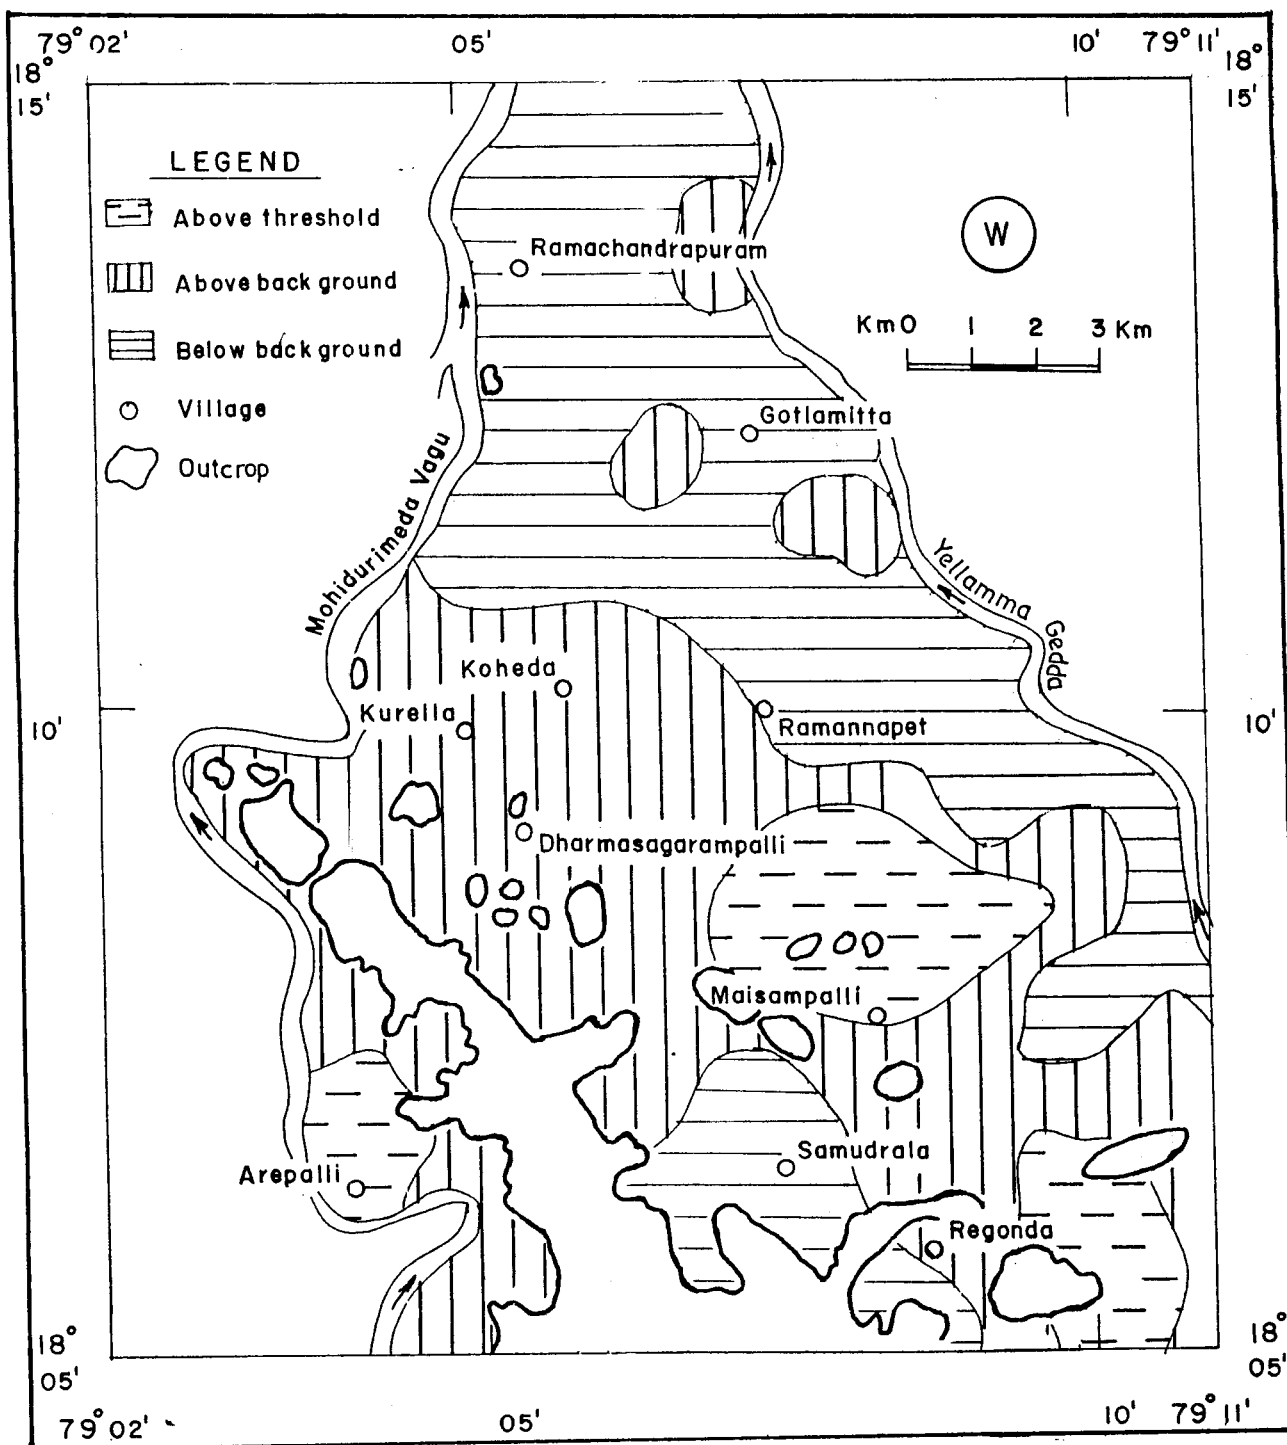 79° 02' 05' 10' 79° 11'
18° 15' 18° 15'
LEGEND
Above threshold
Above back ground
Below back ground
Village
Outcrop
W
Km 0 1 2 3 Km
Ramachandrapuram
Gotlamitta
Mohidurimeda Vagu
Yellamma Gedda
Koheda
Kurella
Ramannapet
10' 10'
Dharmasagarampalli
Maisampalli
Samudrala
Arepalli
Regonda
18° 05' 18° 05'
79° 02' 05' 10' 79° 11'